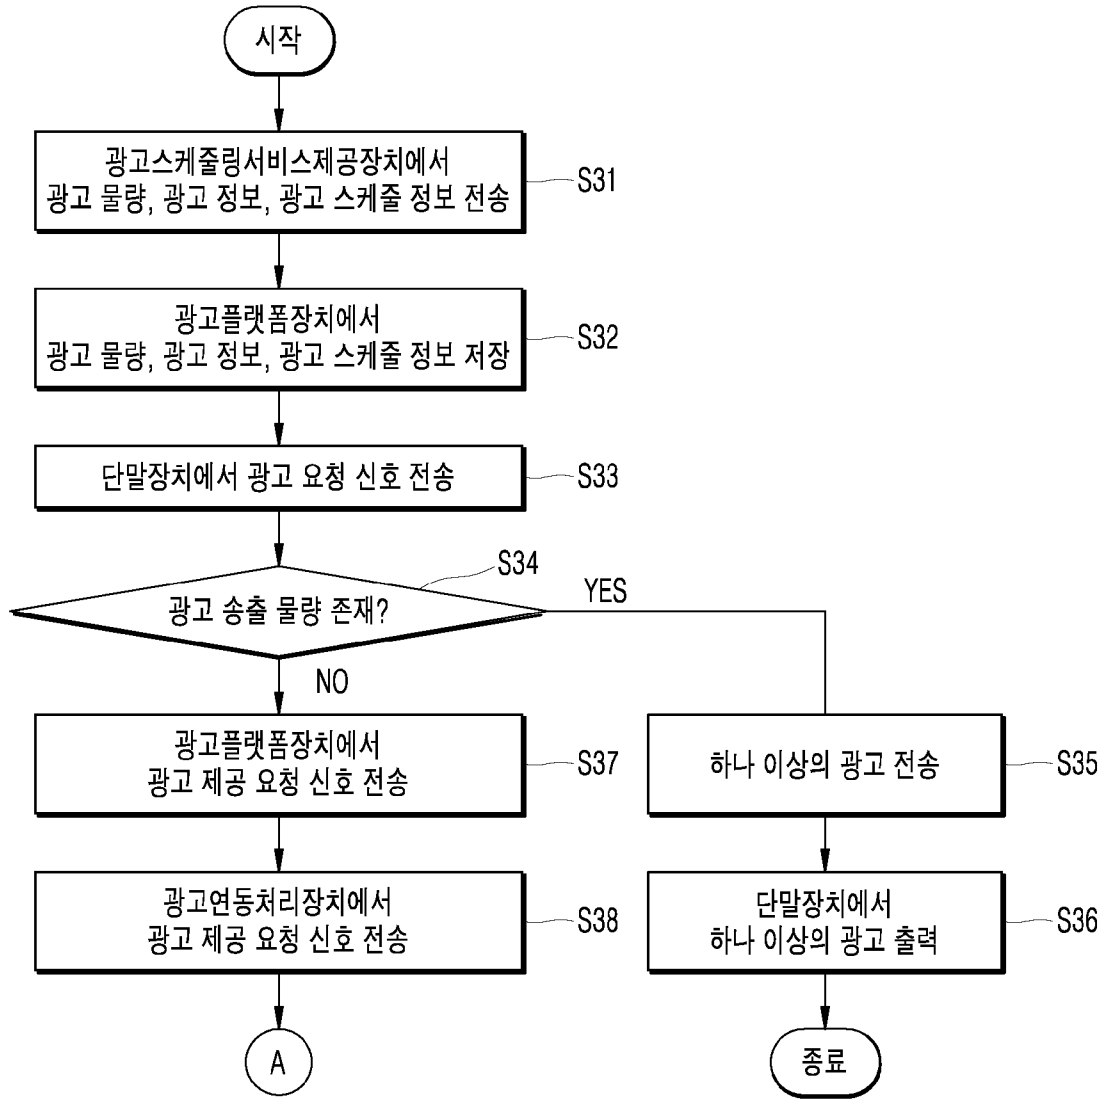 시작
광고스케줄링서비스제공장치에서
광고 물량, 광고 정보, 광고 스케줄 정보 전송
S31
광고플랫폼장치에서
광고 물량, 광고 정보, 광고 스케줄 정보 저장
S32
단말장치에서 광고 요청 신호 전송
S33
S34
광고 송출 물량 존재?
YES
NO
광고플랫폼장치에서
광고 제공 요청 신호 전송
S37
하나 이상의 광고 전송
S35
광고연동처리장치에서
광고 제공 요청 신호 전송
S38
단말장치에서
하나 이상의 광고 출력
S36
A
종료